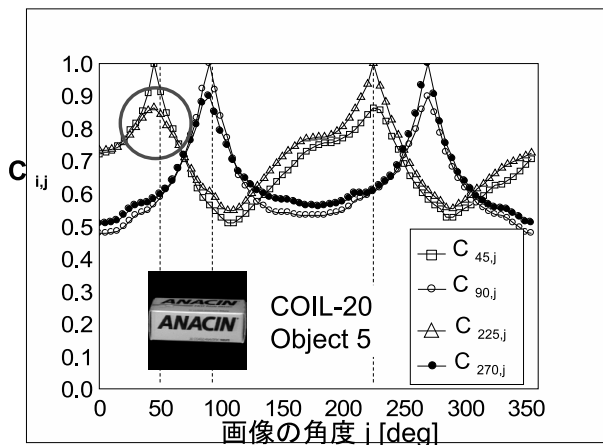 1.0
0.9
0.8
0.7
0.6
0.5
0.4
0.3
0.2
0.1
0.0
C i,j
0 50 100 150 200 250 300 350
画像の角度 j [deg]
ANACIN
ANACIN
COIL-20
Object 5
C 45,j
C 90,j
C 225,j
C 270,j